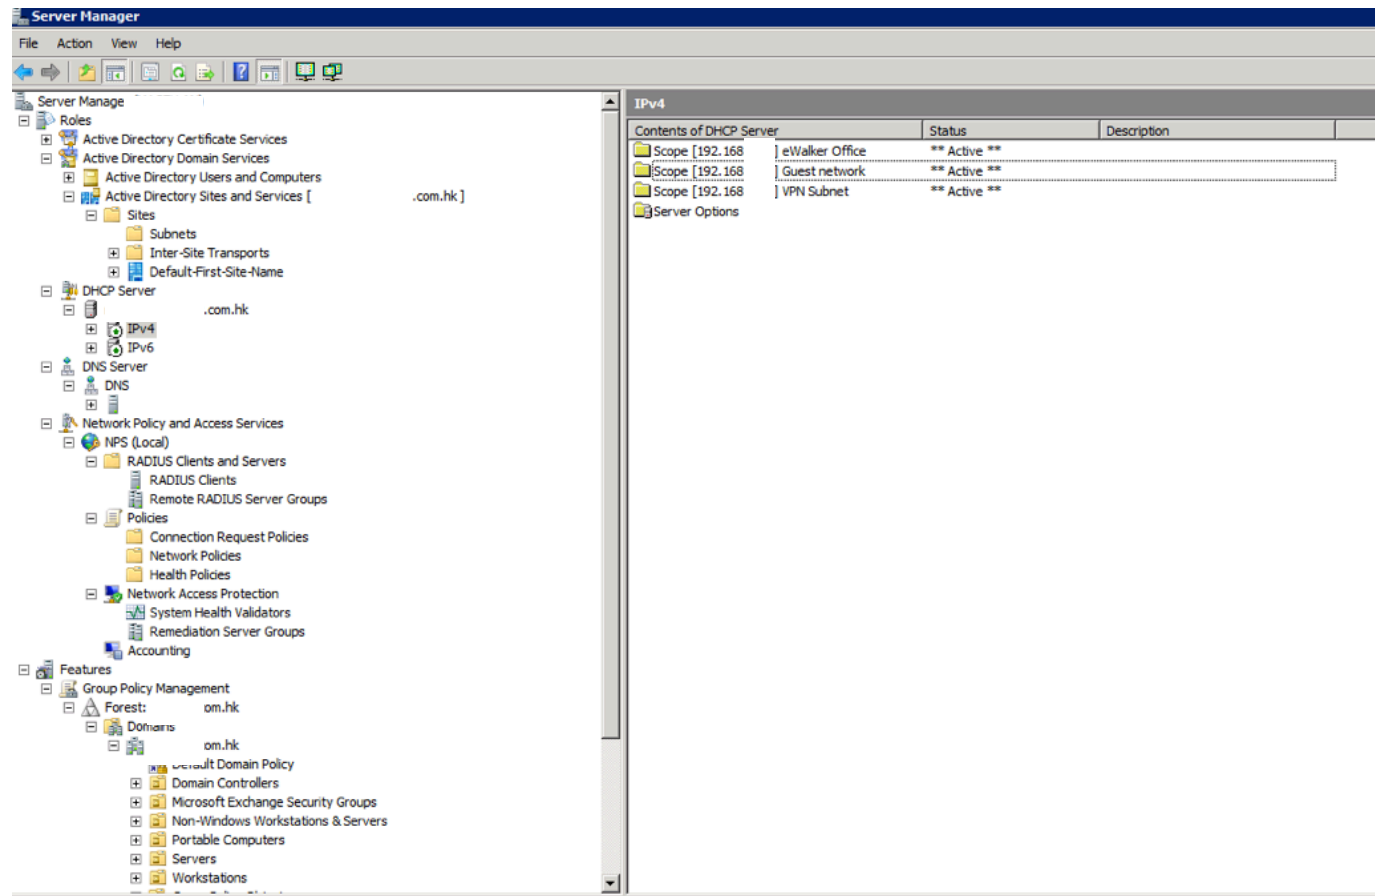 Server Manager
File Action View Help
Server Manage
Roles
Active Directory Certificate Services
Active Directory Domain Services
Active Directory Users and Computers
Active Directory Sites and Services [ .com.hk ]
Sites
Subnets
Inter-Site Transports
Default-First-Site-Name
DHCP Server
.com.hk
IPv4
IPv6
DNS Server
DNS
Network Policy and Access Services
NPS (Local)
RADIUS Clients and Servers
RADIUS Clients
Remote RADIUS Server Groups
Policies
Connection Request Policies
Network Policies
Health Policies
Network Access Protection
System Health Validators
Remediation Server Groups
Accounting
Features
Group Policy Management
Forest: om.hk
Domains
om.hk
Default Domain Policy
Domain Controllers
Microsoft Exchange Security Groups
Non-Windows Workstations & Servers
Portable Computers
Servers
Workstations
IPv4
Contents of DHCP Server Status Description
Scope [192.168 ] eWalker Office ** Active **
Scope [192.168 ] Guest network ** Active **
Scope [192.168 ] VPN Subnet ** Active **
Server Options